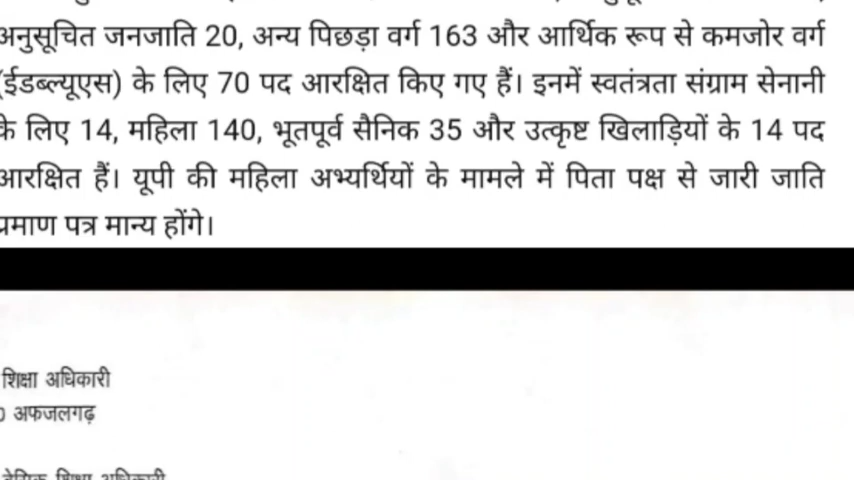 अनुसूचित जनजाति 20, अन्य पिछड़ा वर्ग 163 और आर्थिक रूप से कमजोर वर्ग
(ईडब्ल्यूएस) के लिए 70 पद आरक्षित किए गए हैं। इनमें स्वतंत्रता संग्राम सेनानी
के लिए 14, महिला 140, भूतपूर्व सैनिक 35 और उत्कृष्ट खिलाड़ियों के 14 पद
आरक्षित हैं। यूपी की महिला अभ्यर्थियों के मामले में पिता पक्ष से जारी जाति
प्रमाण पत्र मान्य होंगे।
शिक्षा अधिकारी
अफजलगढ़
बेसिक शिक्षा अधिकारी